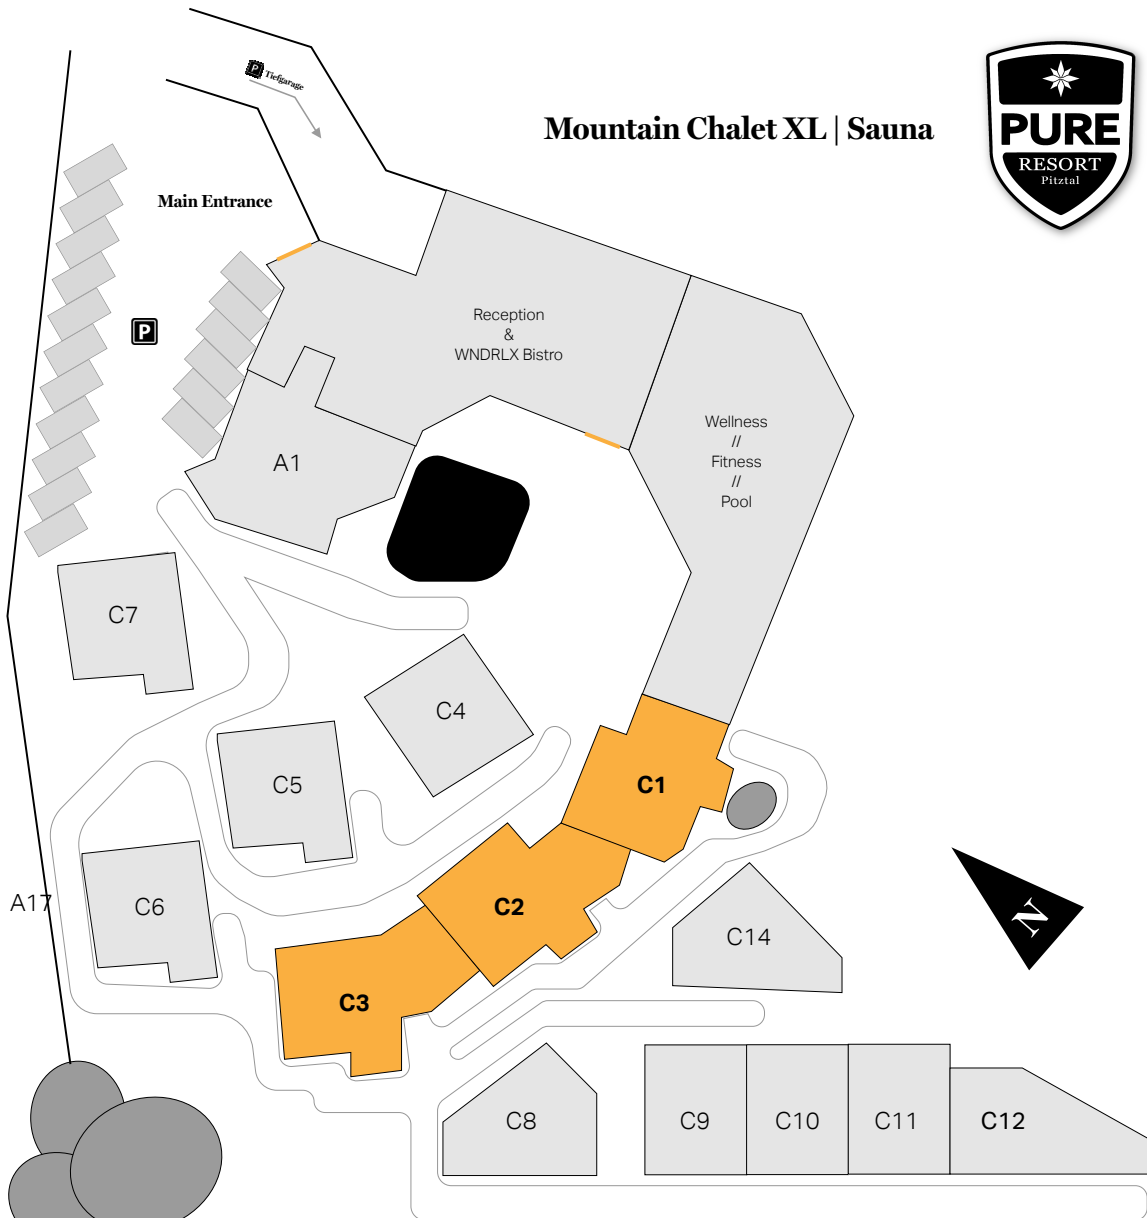 P Tiefgarage
Mountain Chalet XL | Sauna
PURE
RESORT
Pitztal
Main Entrance
P
Reception
&
WNDRLX Bistro
Wellness
//
Fitness
//
Pool
A1
C7
C4
C5
C1
A17
C6
C2
C14
N
C3
C8
C9
C10
C11
C12